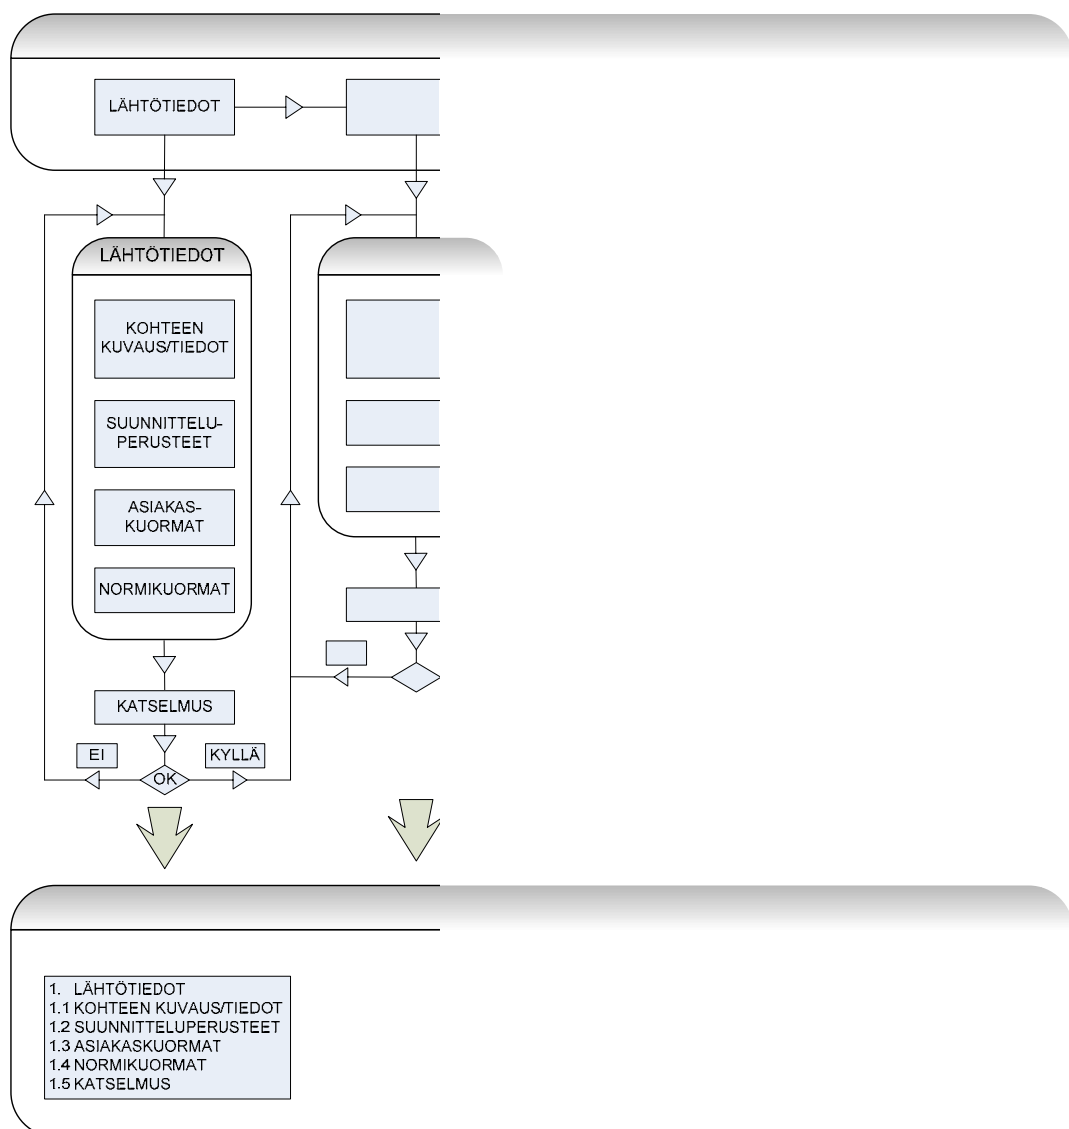 LÄHTÖTIEDOT
LÄHTÖTIEDOT
KOHTEEN
KUVAUS/TIEDOT
SUUNNITTELU-
PERUSTEET
ASIAKAS-
KUORMAT
NORMIKUORMAT
KATSELMUS
EI
KYLLÄ
OK
1. LÄHTÖTIEDOT
1.1 KOHTEEN KUVAUS/TIEDOT
1.2 SUUNNITTELUPERUSTEET
1.3 ASIAKASKUORMAT
1.4 NORMIKUORMAT
1.5 KATSELMUS